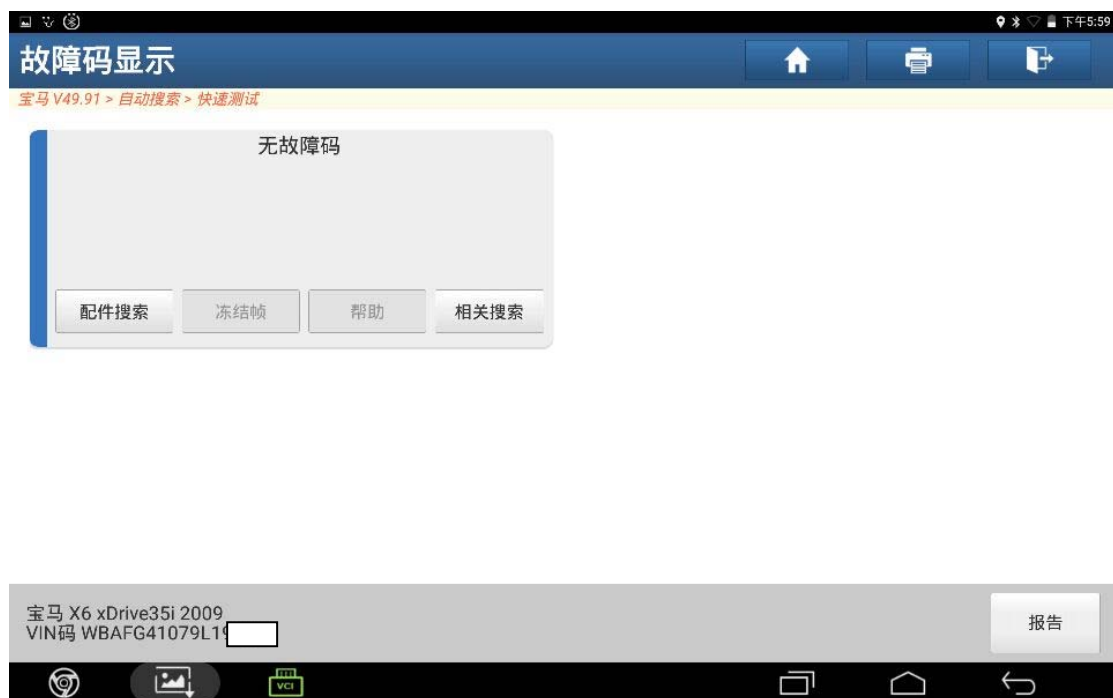 下午5:59
故障码显示
宝马 V49.91 > 自动搜索 > 快速测试
无故障码
配件搜索
冻结帧
帮助
相关搜索
宝马 X6 xDrive35i 2009
VIN码 WBAFG41079L19
报告
VCI